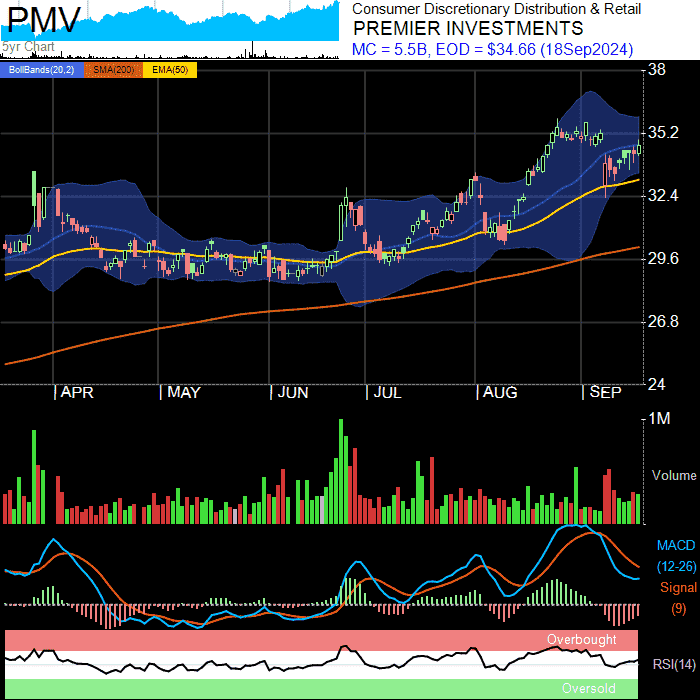 PMV
5yr Chart
Consumer Discretionary Distribution & Retail
PREMIER INVESTMENTS
MC = 5.5B, EOD = $34.66 (18Sep2024)
BollBands(20,2) SMA(200) EMA(50)
38
35.2
32.4
29.6
26.8
24
APR MAY JUN JUL AUG SEP
1M
Volume
MACD
(12-26)
Signal
(9)
Overbought
RSI(14)
Oversold